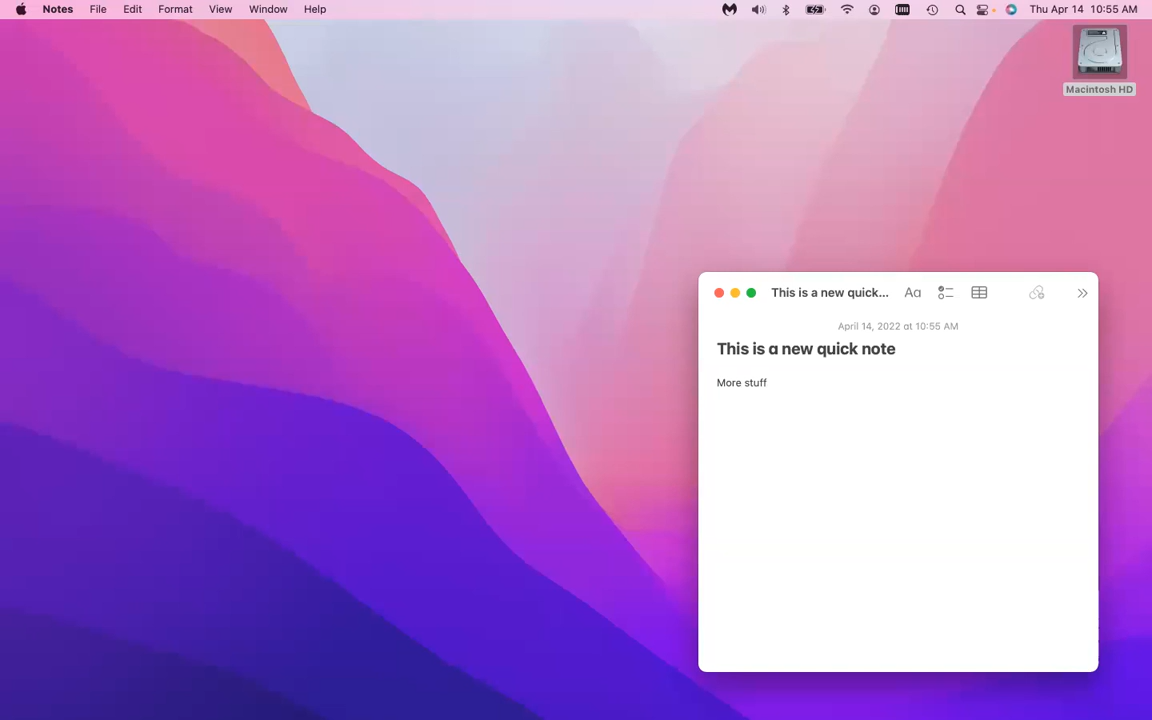 Notes File Edit Format View Window Help Thu Apr 14 10:55 AM
Macintosh HD
This is a new quick... Aa
April 14, 2022 at 10:55 AM
This is a new quick note
More stuff